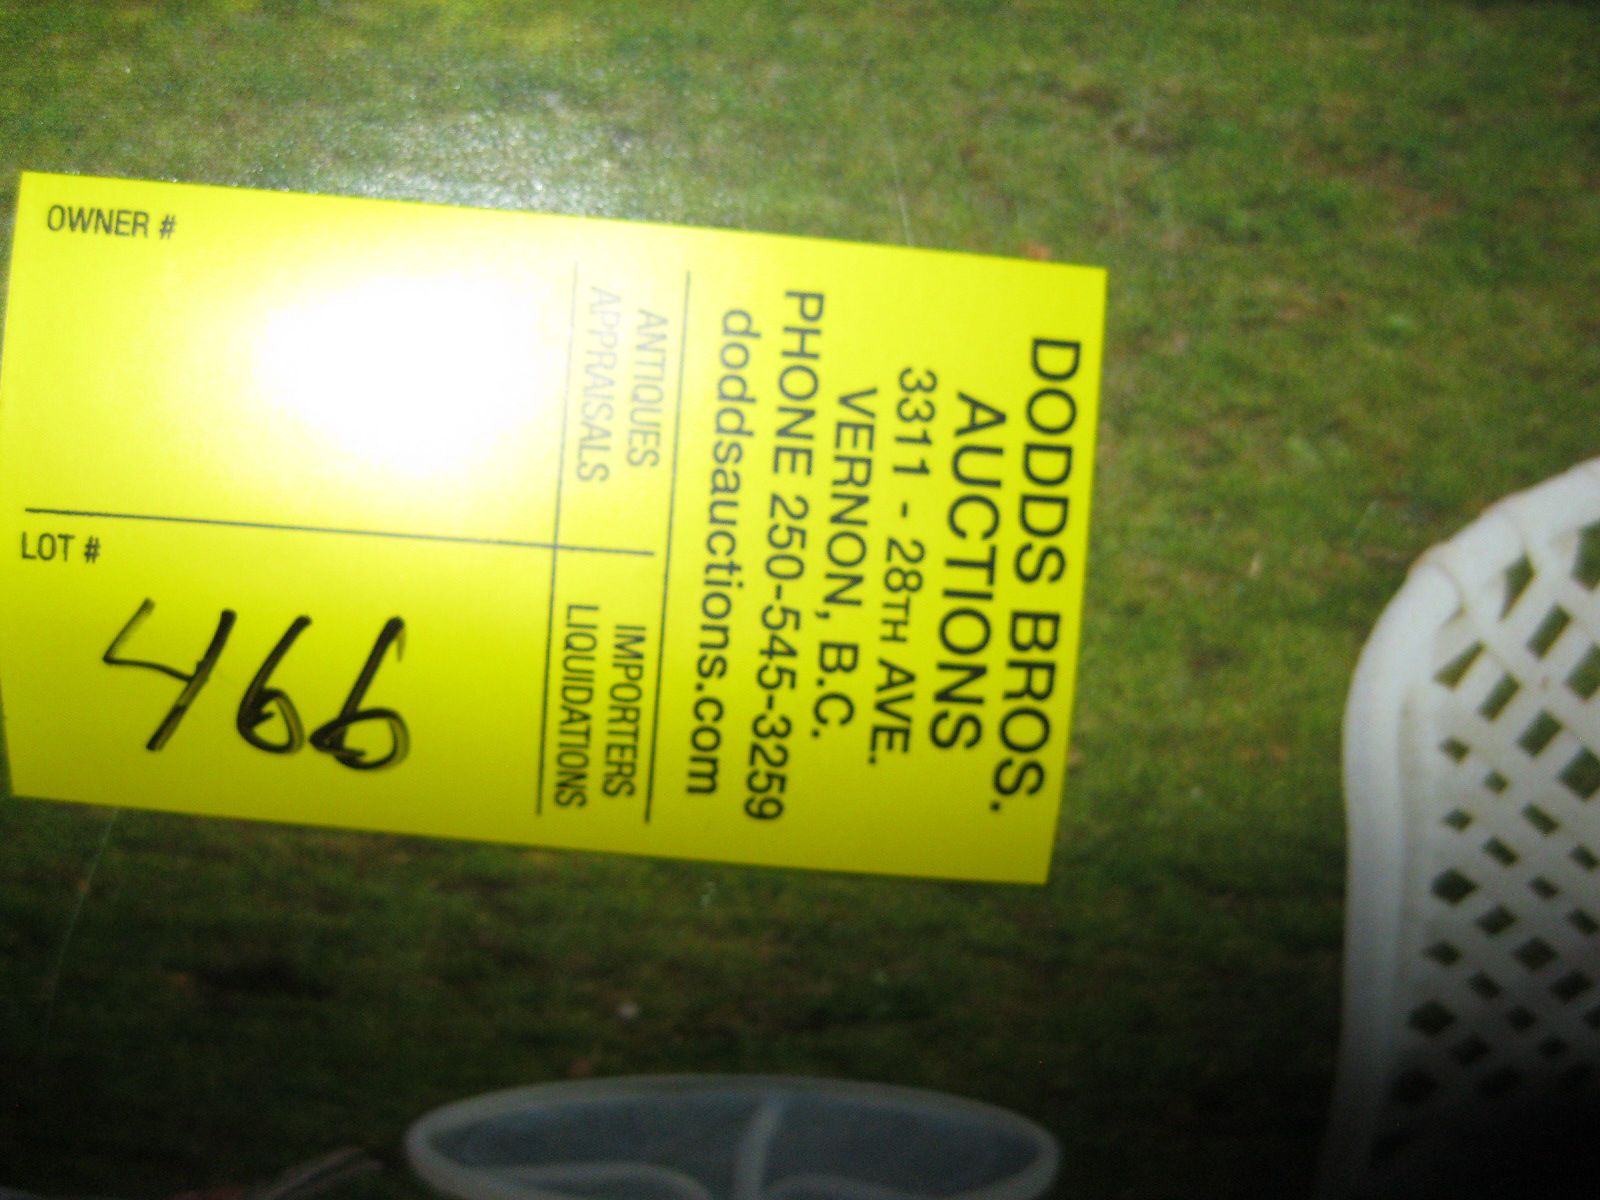 DODDS BROS.
AUCTIONS
3311 - 28TH AVE.
VERNON, B.C.
PHONE 250-545-3259
doddsauctions.com
ANTIQUES
APPRAISALS
IMPORTERS
LIQUIDATIONS
OWNER #
LOT #
466